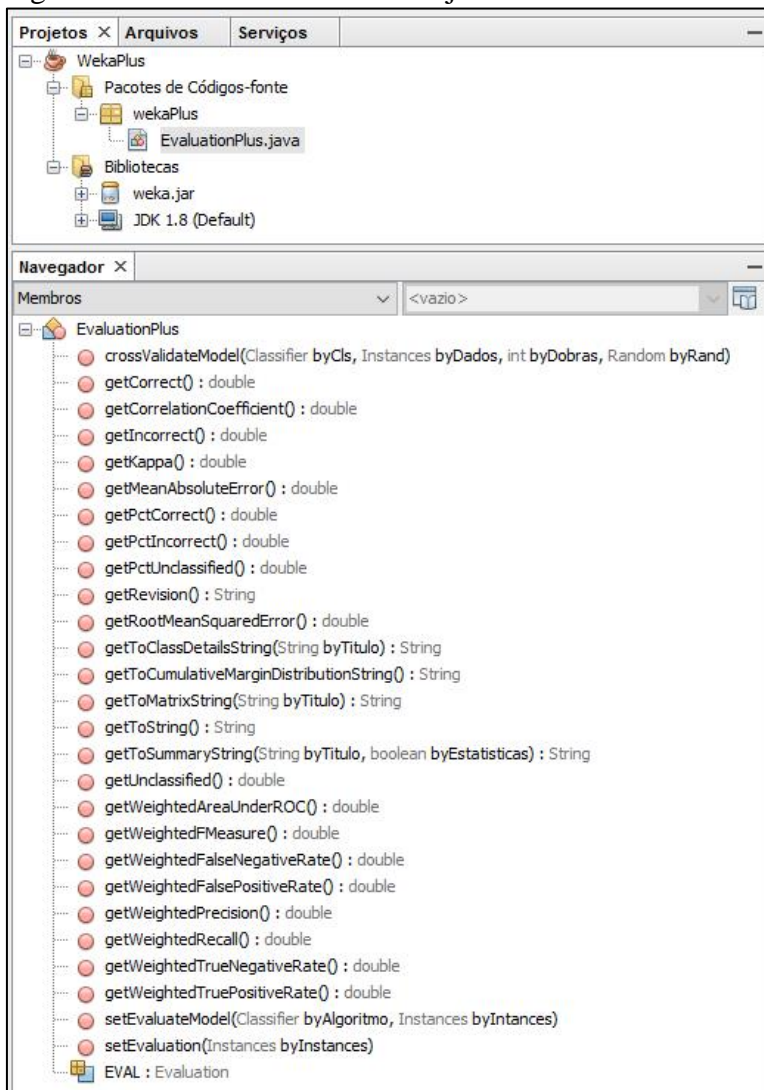 Projetos × Arquivos Serviços
WekaPlus
Pacotes de Códigos-fonte
wekaPlus
EvaluationPlus.java
Bibliotecas
weka.jar
JDK 1.8 (Default)
Navegador ×
Membros <vazio>
EvaluationPlus
crossValidateModel(Classifier byCls, Instances byDados, int byDobras, Random byRand)
getCorrect() : double
getCorrelationCoefficient() : double
getIncorrect() : double
getKappa() : double
getMeanAbsoluteError() : double
getPctCorrect() : double
getPctIncorrect() : double
getPctUnclassified() : double
getRevision() : String
getRootMeanSquaredError() : double
getToClassDetailsString(String byTitulo) : String
getToCumulativeMarginDistributionString() : String
getToMatrixString(String byTitulo) : String
getToString() : String
getToSummaryString(String byTitulo, boolean byEstatisticas) : String
getUnclassified() : double
getWeightedAreaUnderROC() : double
getWeightedFMeasure() : double
getWeightedFalseNegativeRate() : double
getWeightedFalsePositiveRate() : double
getWeightedPrecision() : double
getWeightedRecall() : double
getWeightedTrueNegativeRate() : double
getWeightedTruePositiveRate() : double
setEvaluateModel(Classifier byAlgoritmo, Instances byIntances)
setEvaluation(Instances byInstances)
EVAL : Evaluation